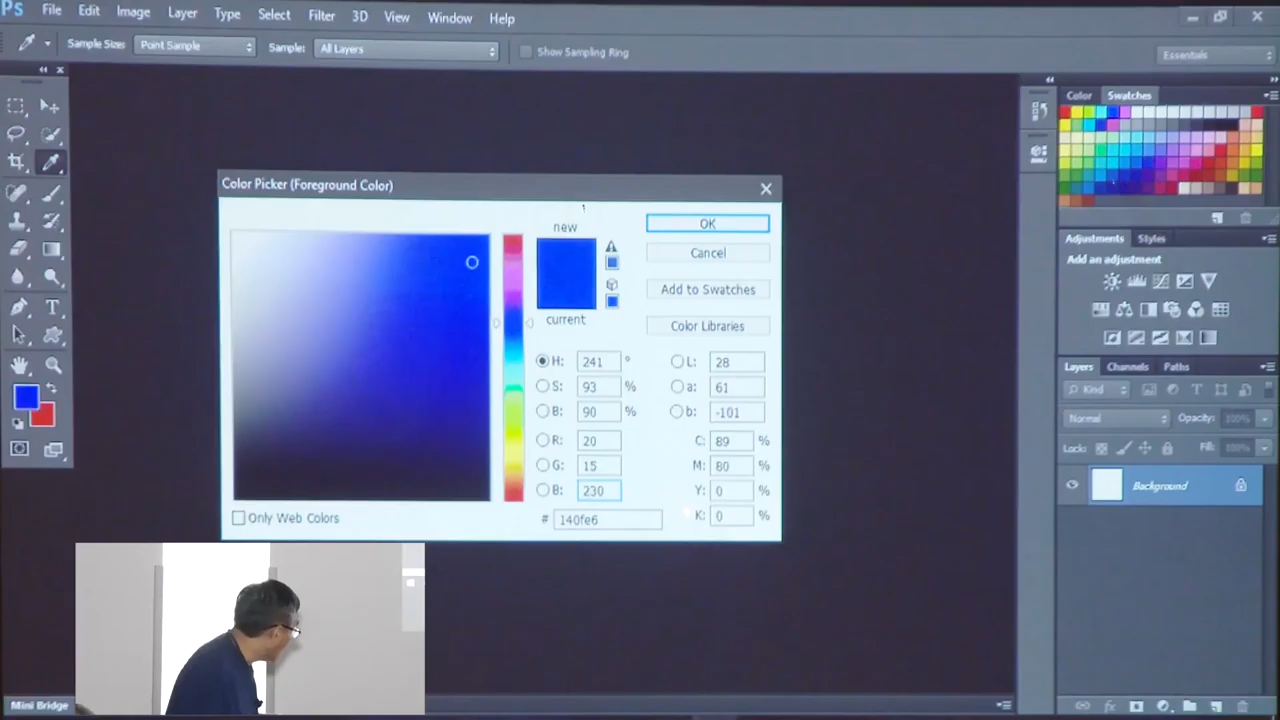 Ps File Edit Image Layer Type Select Filter 3D View Window Help
Sample Size: Point Sample Sample: All Layers Show Sampling Ring Essentials
Color Swatches
Color Picker (Foreground Color)
new
OK
Cancel
Add to Swatches
current
Color Libraries
H: 241 °
S: 93 %
B: 90 %
R: 20
G: 15
B: 230
# 140fe6
L: 28
a: 61
b: -101
C: 89 %
M: 80 %
Y: 0 %
K: 0 %
Only Web Colors
Adjustments Styles
Add an adjustment
Layers Channels Paths
Kind
Normal Opacity: 100%
Lock: Fill: 100%
Background
Mini Bridge